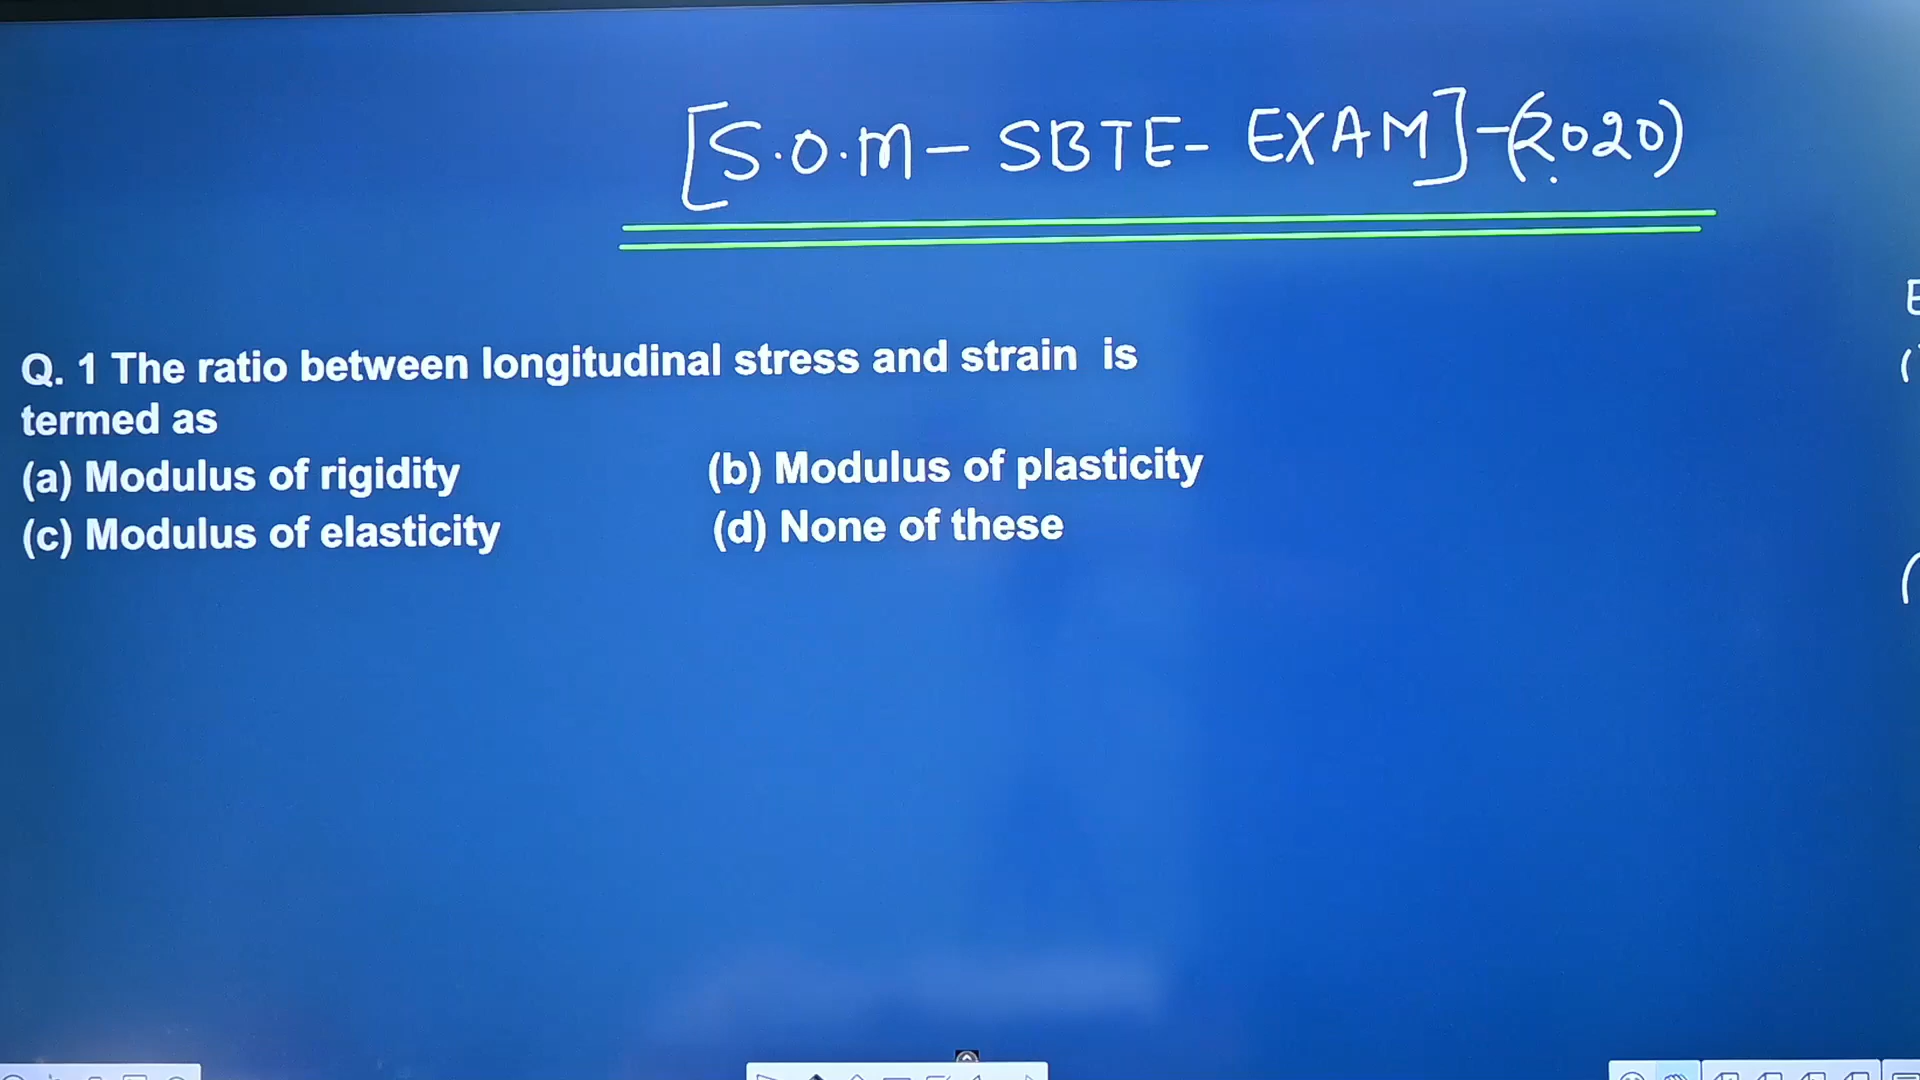 [S.O.M - SBTE - EXAM] - (2020)
Q. 1 The ratio between longitudinal stress and strain is
termed as
(a) Modulus of rigidity (b) Modulus of plasticity
(c) Modulus of elasticity (d) None of these